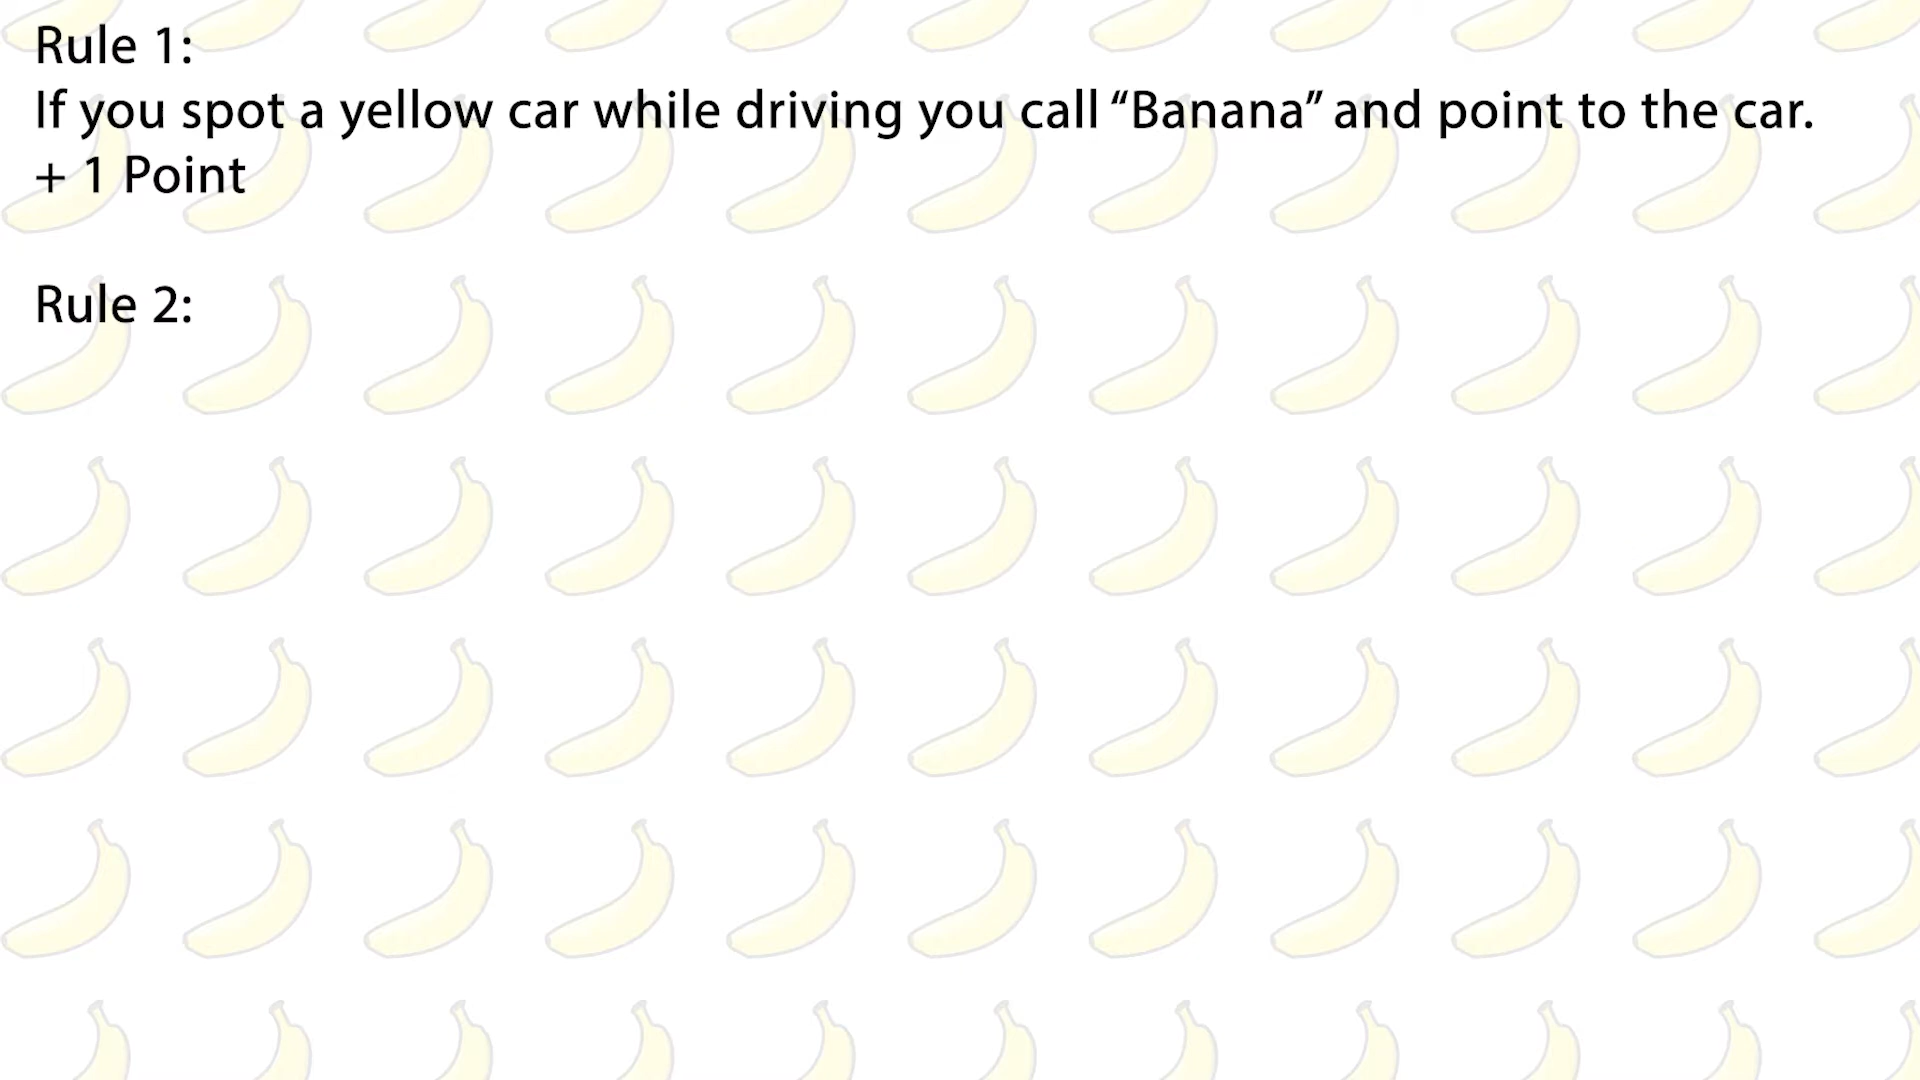 Rule 1:
If you spot a yellow car while driving you call “Banana” and point to the car.
+ 1 Point
Rule 2: